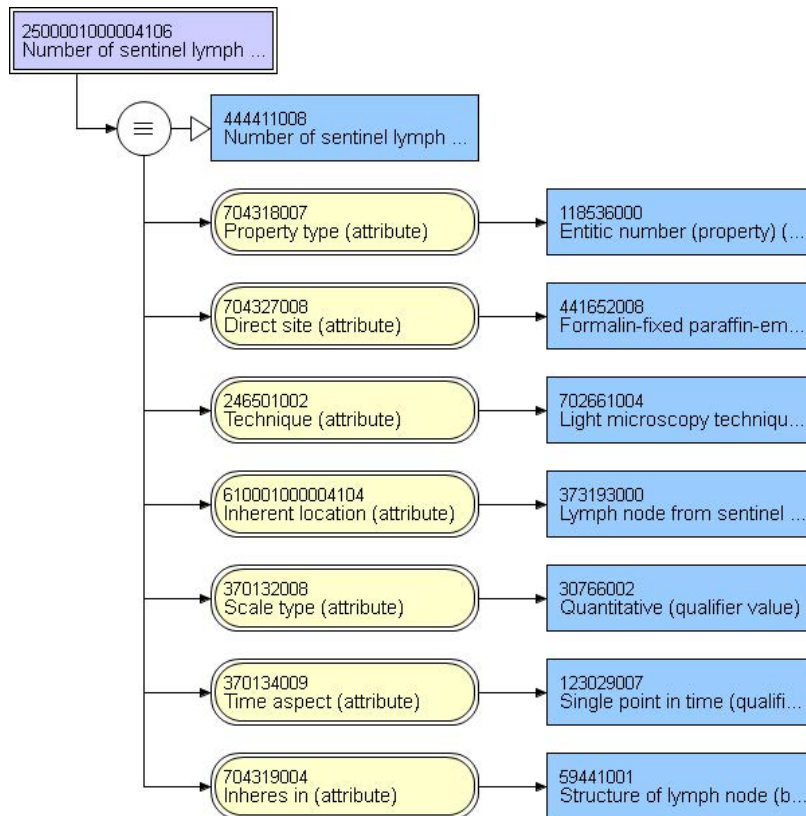 2500001000004106
Number of sentinel lymph ...
≡
444411008
Number of sentinel lymph ...
704318007
Property type (attribute)
118536000
Entitic number (property) (...
704327008
Direct site (attribute)
441652008
Formalin-fixed paraffin-em...
246501002
Technique (attribute)
702661004
Light microscopy techniqu...
610001000004104
Inherent location (attribute)
373193000
Lymph node from sentinel ...
370132008
Scale type (attribute)
30766002
Quantitative (qualifier value)
370134009
Time aspect (attribute)
123029007
Single point in time (qualifi...
704319004
Inheres in (attribute)
59441001
Structure of lymph node (b...